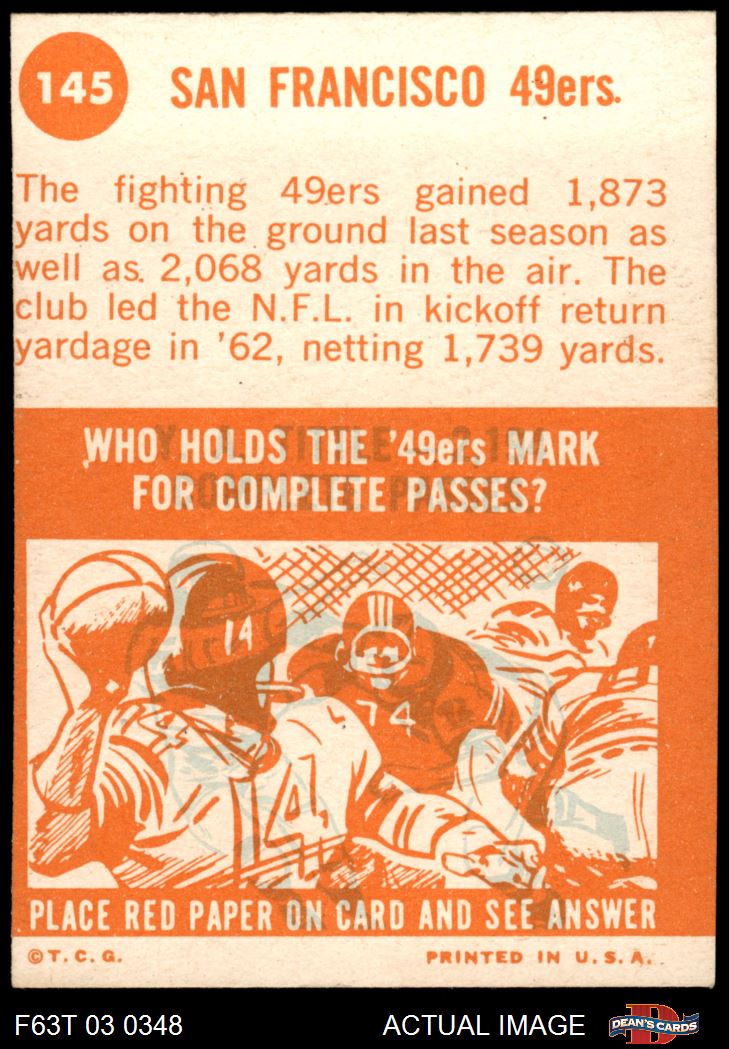 145
SAN FRANCISCO 49ers.
The fighting 49ers gained 1,873
yards on the ground last season as
well as 2,068 yards in the air. The
club led the N.F.L. in kickoff return
yardage in '62, netting 1,739 yards.
WHO HOLDS THE '49ers MARK
FOR COMPLETE PASSES?
14
74
14
PLACE RED PAPER ON CARD AND SEE ANSWER
©T.C.G.
PRINTED IN U.S.A.
F63T 03 0348
ACTUAL IMAGE
DEAN'S CARDS